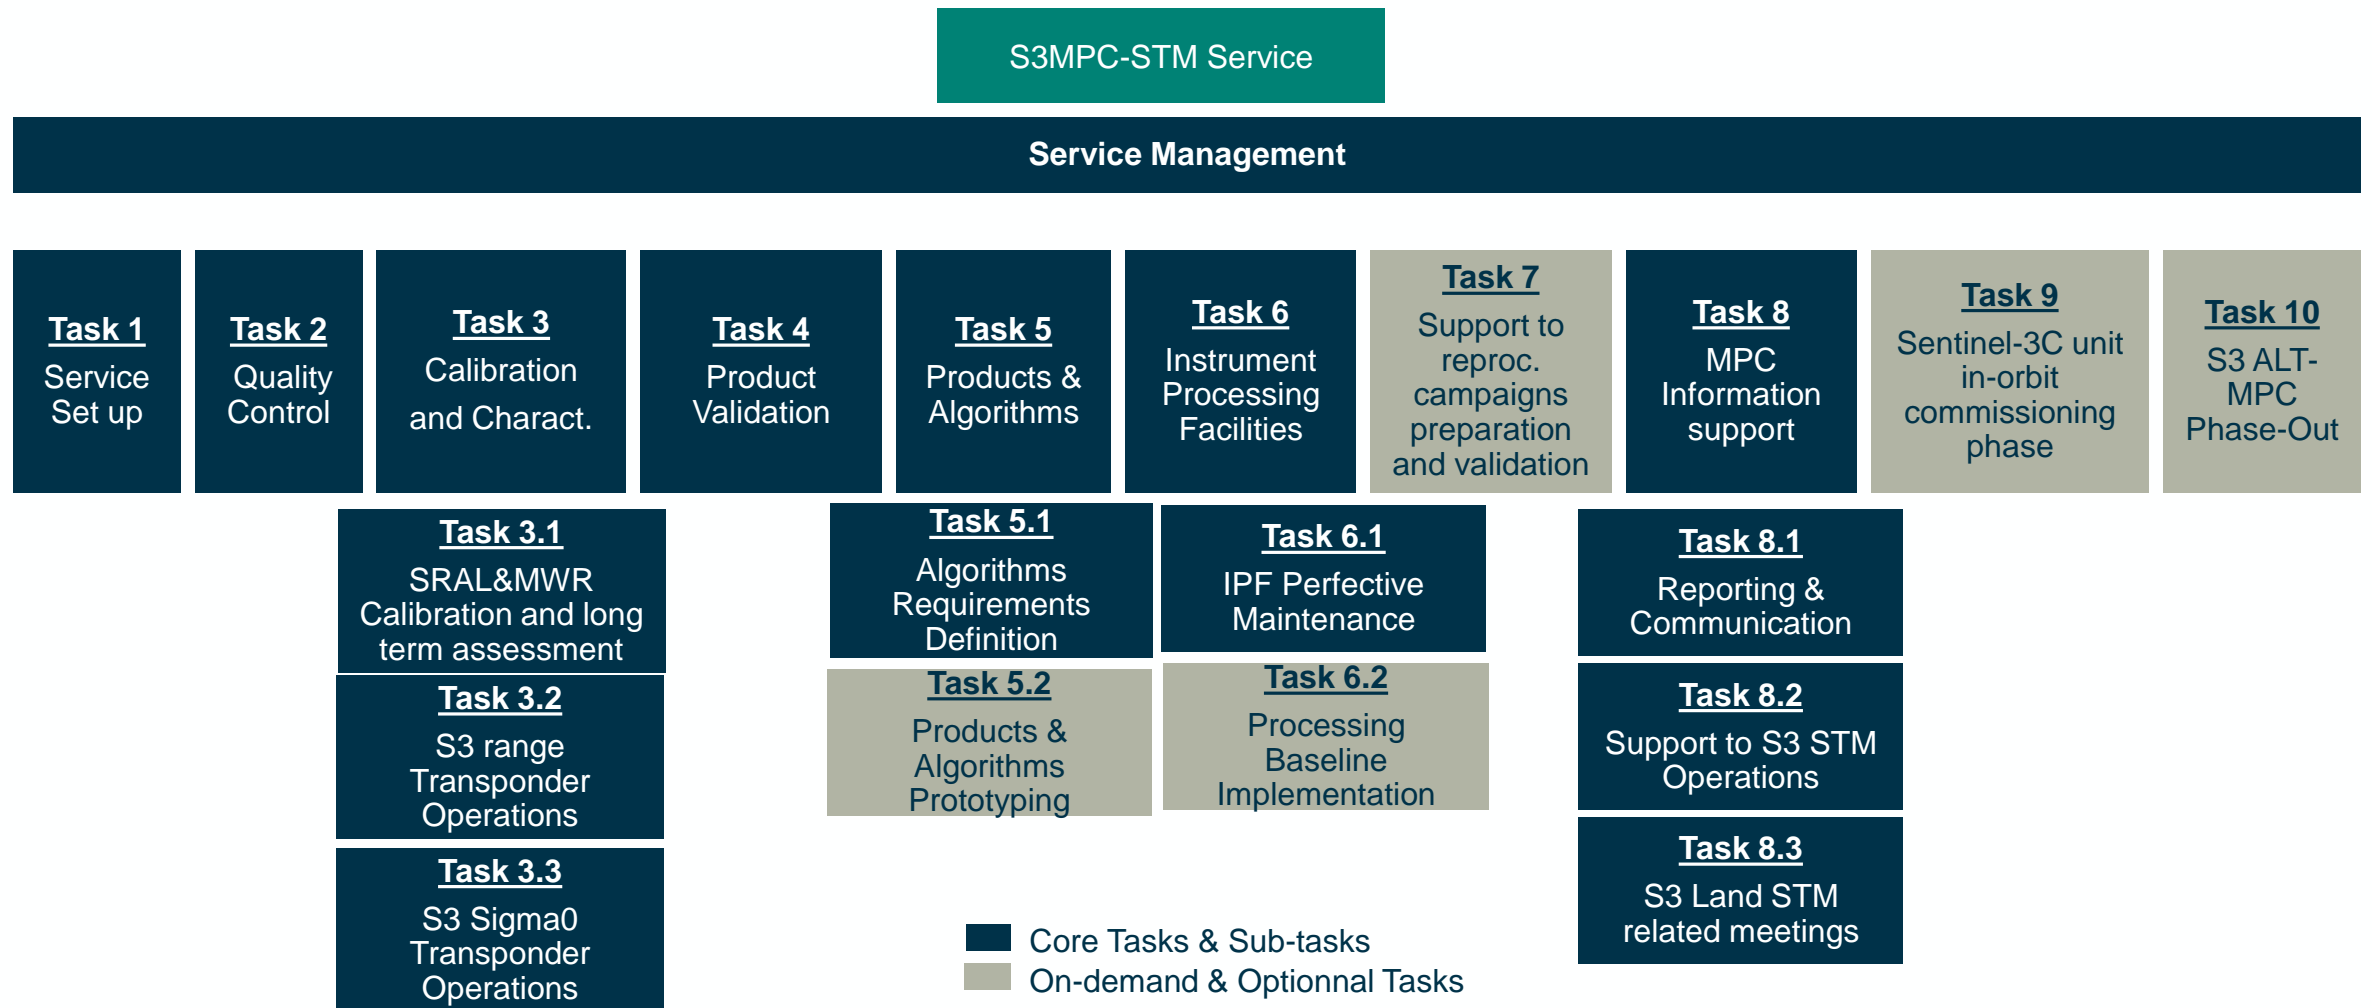 S3MPC-STM Service
Service Management
Task 1
Service
Set up
Task 2
Quality
Control
Task 3
Calibration
and Charact.
Task 4
Product
Validation
Task 5
Products &
Algorithms
Task 6
Instrument
Processing
Facilities
Task 7
Support to
reproc.
campaigns
preparation
and validation
Task 8
MPC
Information
support
Task 9
Sentinel-3C unit
in-orbit
commissioning
phase
Task 10
S3 ALT-
MPC
Phase-Out
Task 3.1
SRAL&MWR
Calibration and long
term assessment
Task 3.2
S3 range
Transponder
Operations
Task 3.3
S3 Sigma0
Transponder
Operations
Task 5.1
Algorithms
Requirements
Definition
Task 5.2
Products &
Algorithms
Prototyping
Task 6.1
IPF Perfective
Maintenance
Task 6.2
Processing
Baseline
Implementation
Task 8.1
Reporting &
Communication
Task 8.2
Support to S3 STM
Operations
Task 8.3
S3 Land STM
related meetings
Core Tasks & Sub-tasks
On-demand & Optionnal Tasks